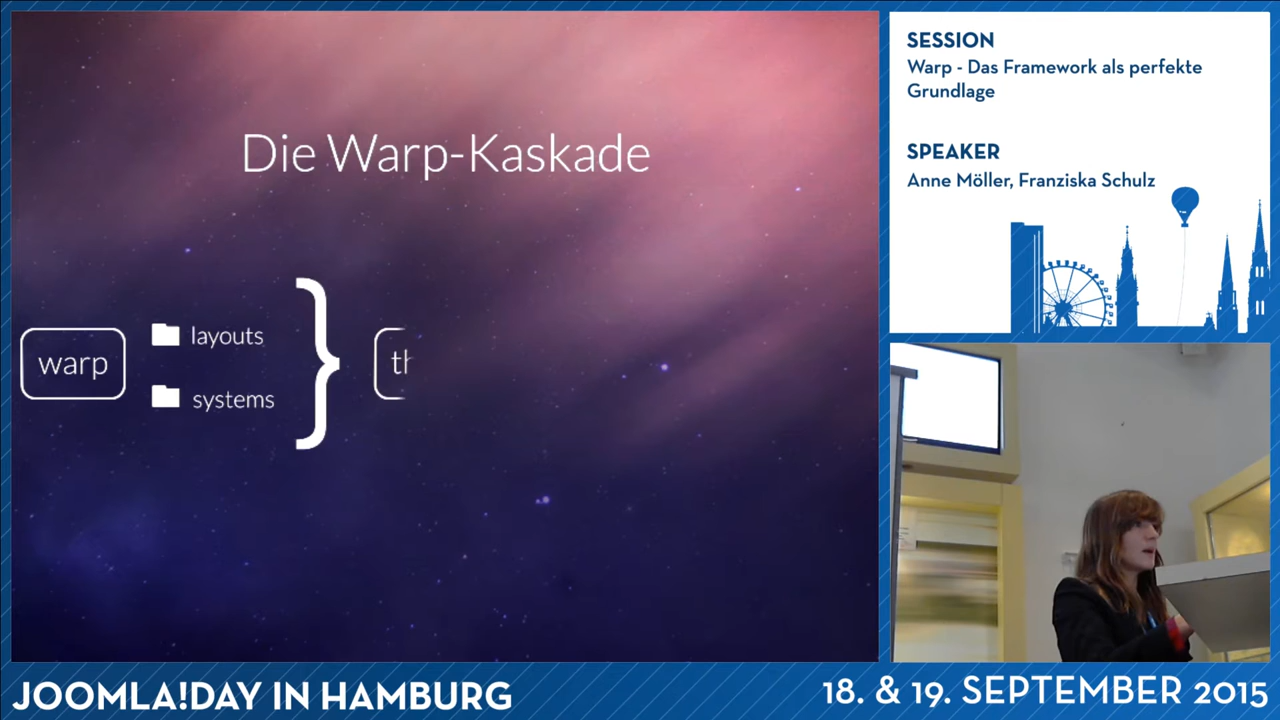 Die Warp-Kaskade
warp
layouts
systems
th
SESSION
Warp - Das Framework als perfekte
Grundlage
SPEAKER
Anne Möller, Franziska Schulz
JOOMLA!DAY IN HAMBURG
18. & 19. SEPTEMBER 2015